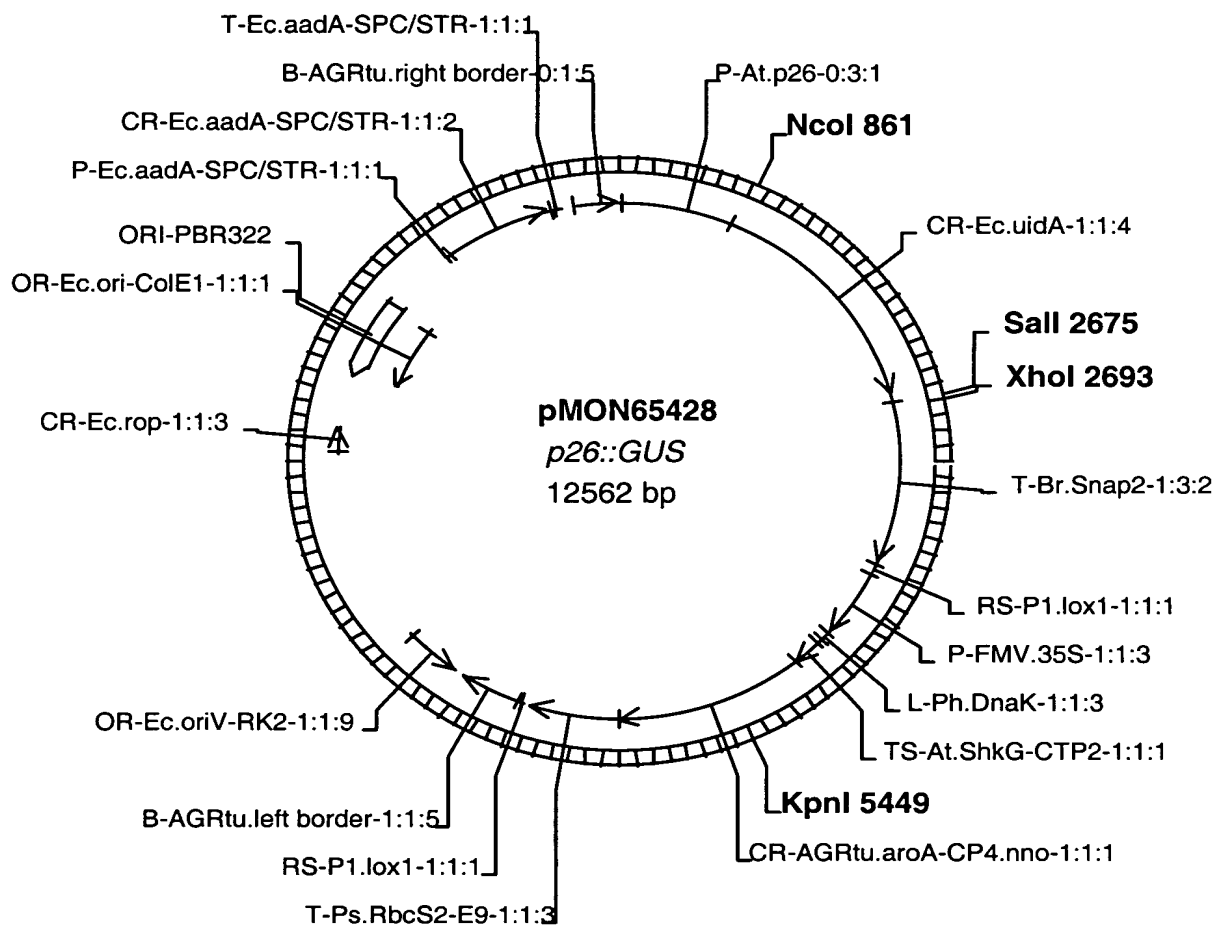 T-Ec.aadA-SPC/STR-1:1:1
B-AGRtu.right border-0:1:5
P-At.p26-0:3:1
CR-Ec.aadA-SPC/STR-1:1:2
NcoI 861
P-Ec.aadA-SPC/STR-1:1:1
ORI-PBR322
CR-Ec.uidA-1:1:4
OR-Ec.ori-ColE1-1:1:1
SalI 2675
XhoI 2693
CR-Ec.rop-1:1:3
pMON65428
p26::GUS
12562 bp
T-Br.Snap2-1:3:2
RS-P1.lox1-1:1:1
P-FMV.35S-1:1:3
L-Ph.DnaK-1:1:3
OR-Ec.oriV-RK2-1:1:9
TS-At.ShkG-CTP2-1:1:1
KpnI 5449
B-AGRtu.left border-1:1:5
CR-AGRtu.aroA-CP4.nno-1:1:1
RS-P1.lox1-1:1:1
T-Ps.RbcS2-E9-1:1:3